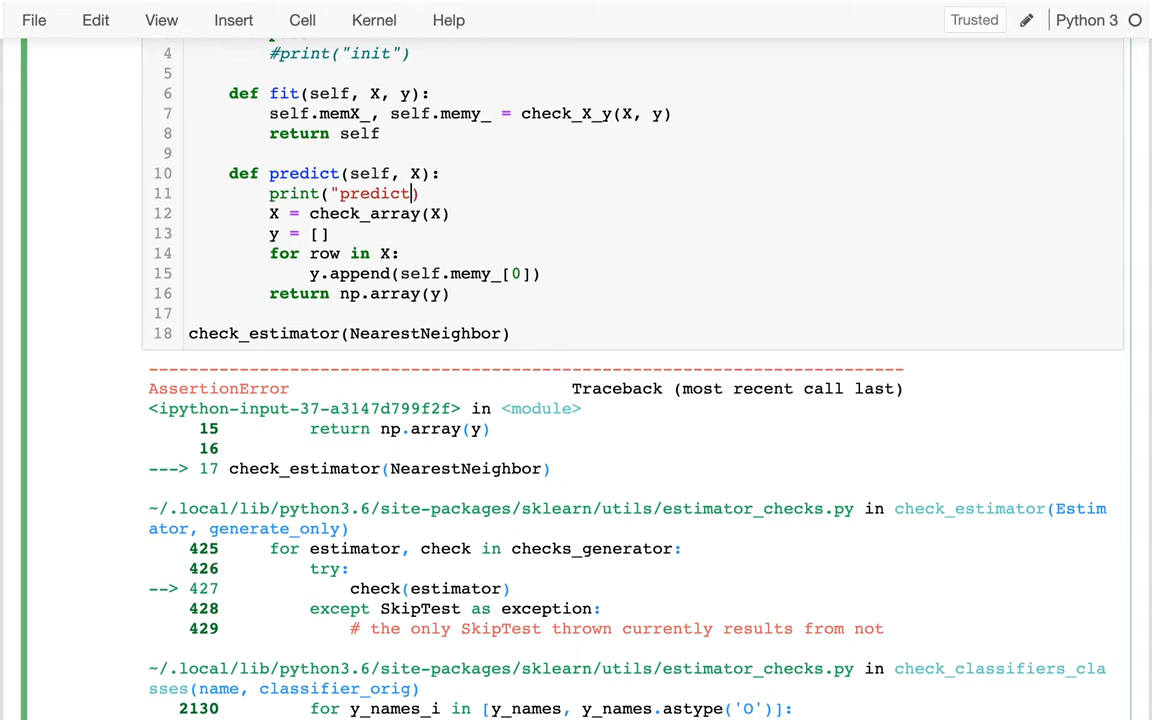 File Edit View Insert Cell Kernel Help Trusted Python 3
4 #print("init")
5
6 def fit(self, X, y):
7 self.memX_, self.memy_ = check_X_y(X, y)
8 return self
9
10 def predict(self, X):
11 print("predict)
12 X = check_array(X)
13 y = []
14 for row in X:
15 y.append(self.memy_[0])
16 return np.array(y)
17
18 check_estimator(NearestNeighbor)
---------------------------------------------------------------------------
AssertionError Traceback (most recent call last)
<ipython-input-37-a3147d799f2f> in <module>
15 return np.array(y)
16
---> 17 check_estimator(NearestNeighbor)
~/.local/lib/python3.6/site-packages/sklearn/utils/estimator_checks.py in check_estimator(Estim
ator, generate_only)
425 for estimator, check in checks_generator:
426 try:
--> 427 check(estimator)
428 except SkipTest as exception:
429 # the only SkipTest thrown currently results from not
~/.local/lib/python3.6/site-packages/sklearn/utils/estimator_checks.py in check_classifiers_cla
sses(name, classifier_orig)
2130 for y_names_i in [y_names, y_names.astype('O')]: